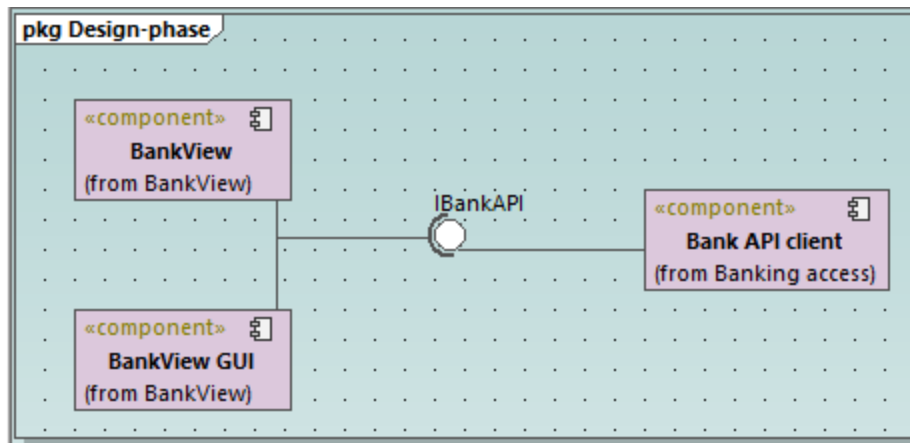 pkg Design-phase
«component»
BankView
(from BankView)
IBankAPI
«component»
Bank API client
(from Banking access)
«component»
BankView GUI
(from BankView)